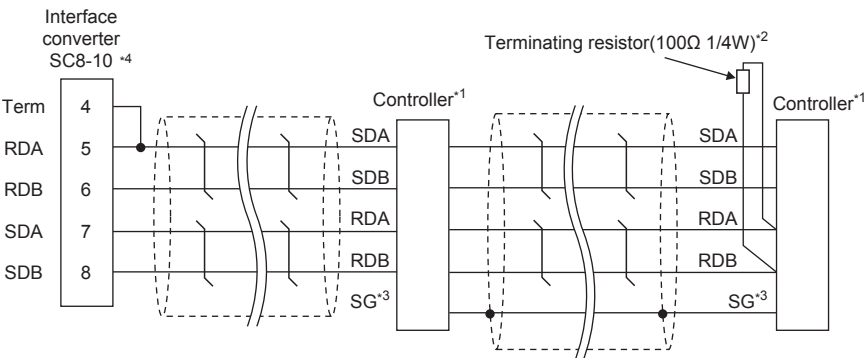 Interface
converter
SC8-10 *4
Terminating resistor(100Ω 1/4W)*2
Controller*1
Controller*1
Term 4
RDA 5 SDA SDA
RDB 6 SDB SDB
SDA 7 RDA RDA
SDB 8 RDB RDB
SG*3 SG*3